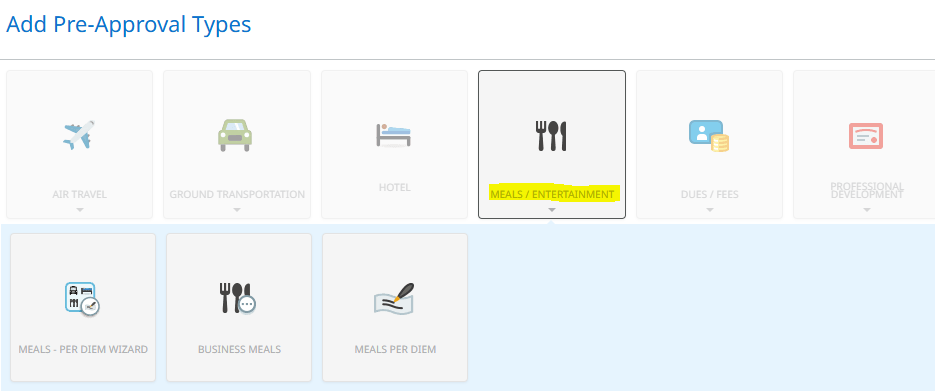 Add Pre-Approval Types
AIR TRAVEL
GROUND TRANSPORTATION
HOTEL
MEALS / ENTERTAINMENT
DUES / FEES
PROFESSIONAL
DEVELOPMENT
MEALS - PER DIEM WIZARD
BUSINESS MEALS
MEALS PER DIEM